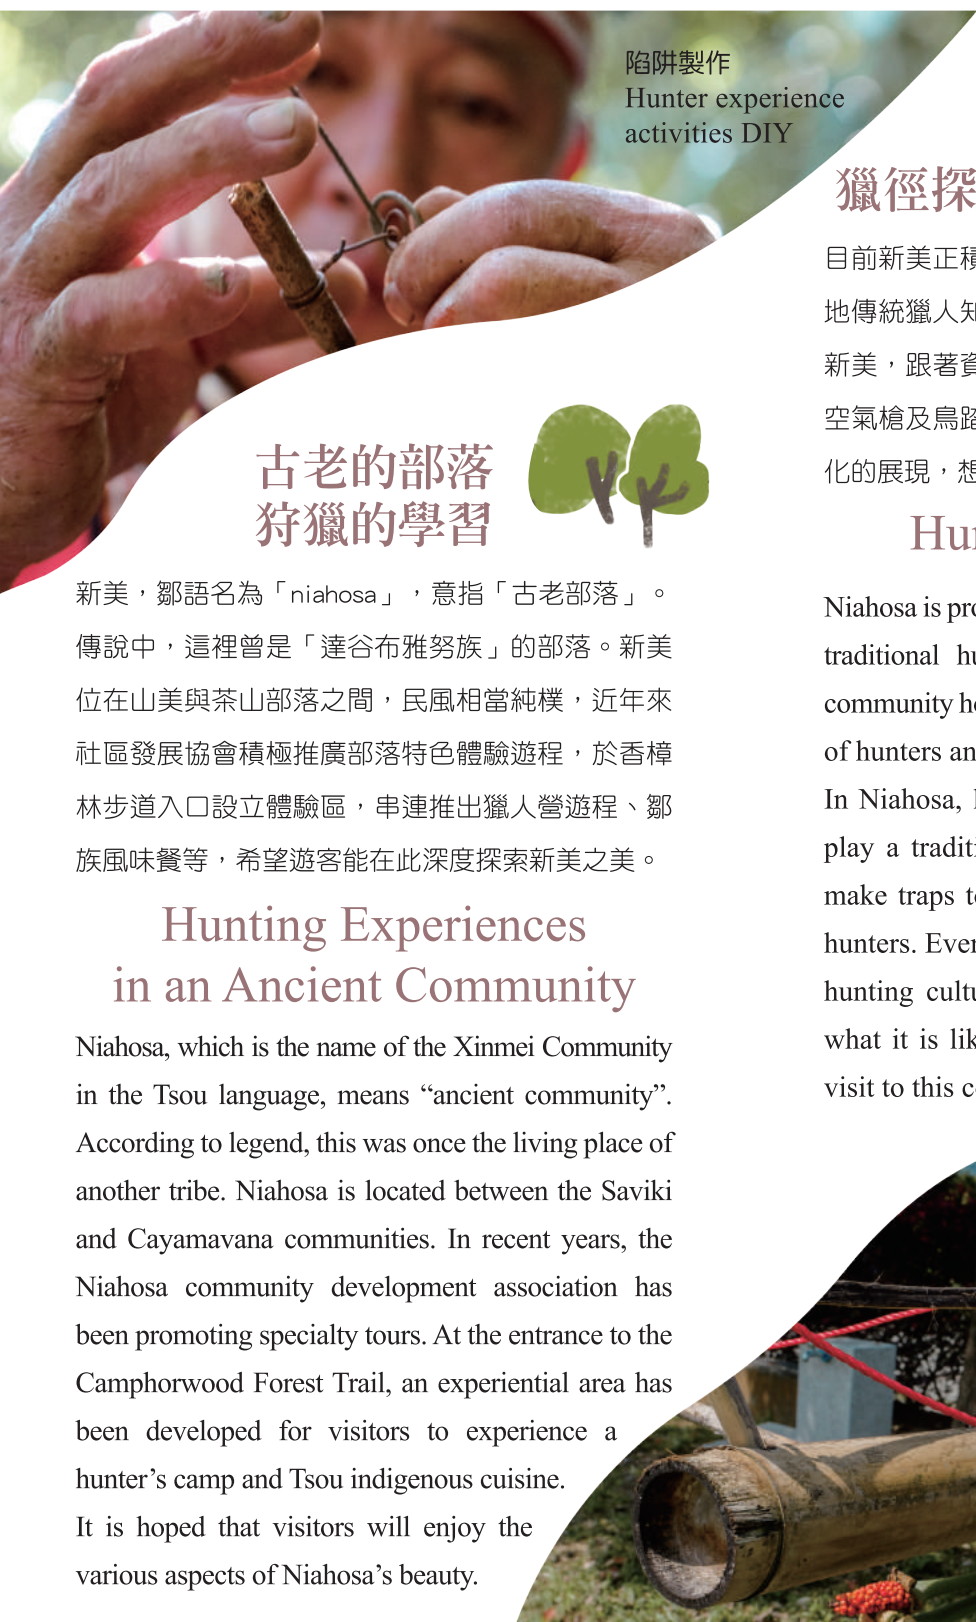 陷阱製作
Hunter experience
activities DIY
古老的部落
狩獵的學習
新美，鄒語名為「niahosa」，意指「古老部落」。
傳說中，這裡曾是「達谷布雅努族」的部落。新美
位在山美與茶山部落之間，民風相當純樸，近年來
社區發展協會積極推廣部落特色體驗遊程，於香樟
林步道入口設立體驗區，串連推出獵人營遊程、鄒
族風味餐等，希望遊客能在此深度探索新美之美。
Hunting Experiences
in an Ancient Community
Niahosa, which is the name of the Xinmei Community
in the Tsou language, means “ancient community”.
According to legend, this was once the living place of
another tribe. Niahosa is located between the Saviki
and Cayamavana communities. In recent years, the
Niahosa community development association has
been promoting specialty tours. At the entrance to the
Camphorwood Forest Trail, an experiential area has
been developed for visitors to experience a
hunter’s camp and Tsou indigenous cuisine.
It is hoped that visitors will enjoy the
various aspects of Niahosa’s beauty.
獵徑探
目前新美正積
地傳統獵人知
新美，跟著資
空氣槍及鳥踏
化的展現，想
Niahosa is
traditional
community
of hunters
In Niahosa,
play a
make traps
hunters.
hunting
what it is
visit to this